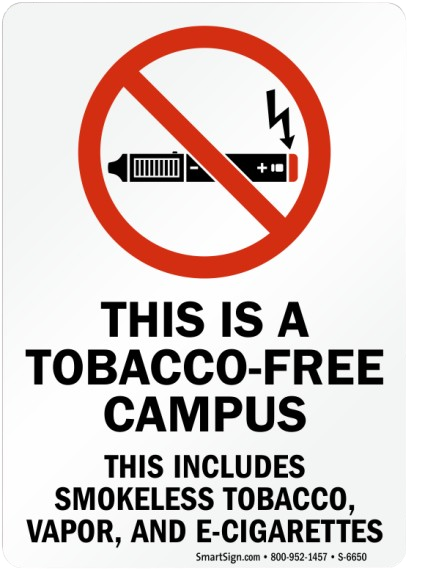 THIS IS A
TOBACCO-FREE
CAMPUS
THIS INCLUDES
SMOKELESS TOBACCO,
VAPOR, AND E-CIGARETTES
SmartSign.com • 800-952-1457 • S-6650